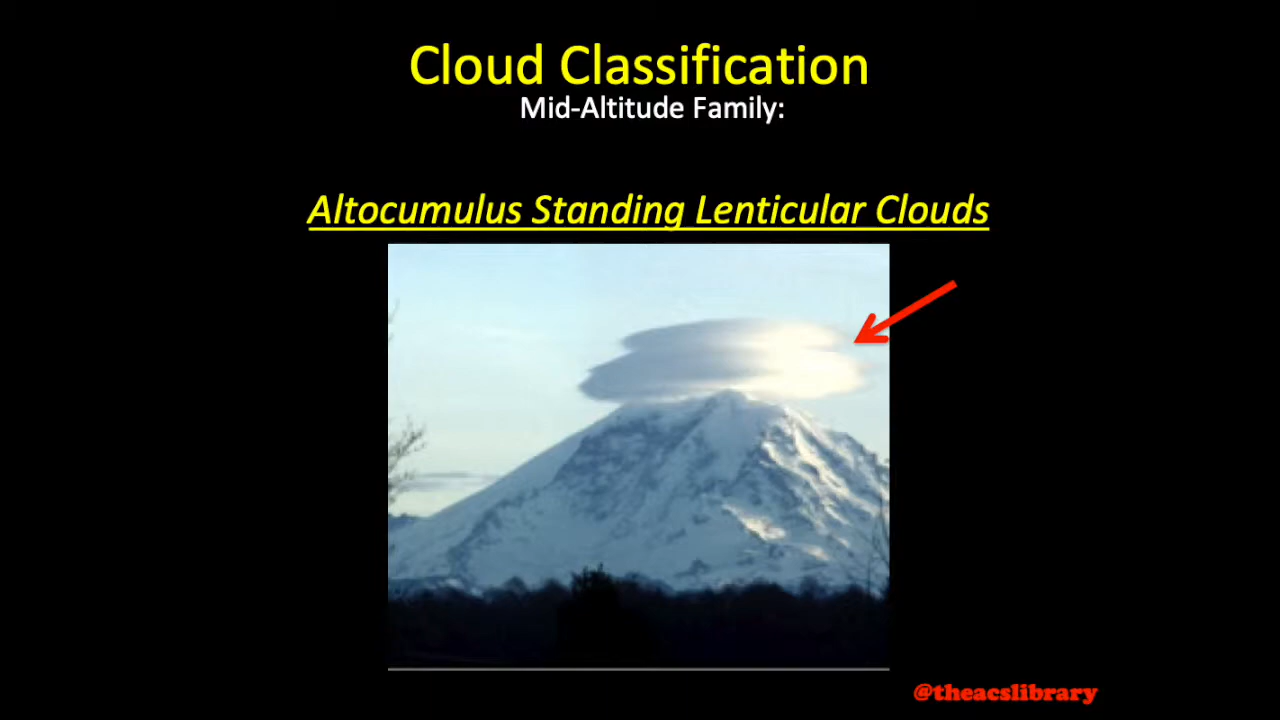 Cloud Classification
Mid-Altitude Family:
Altocumulus Standing Lenticular Clouds
@theacslibrary